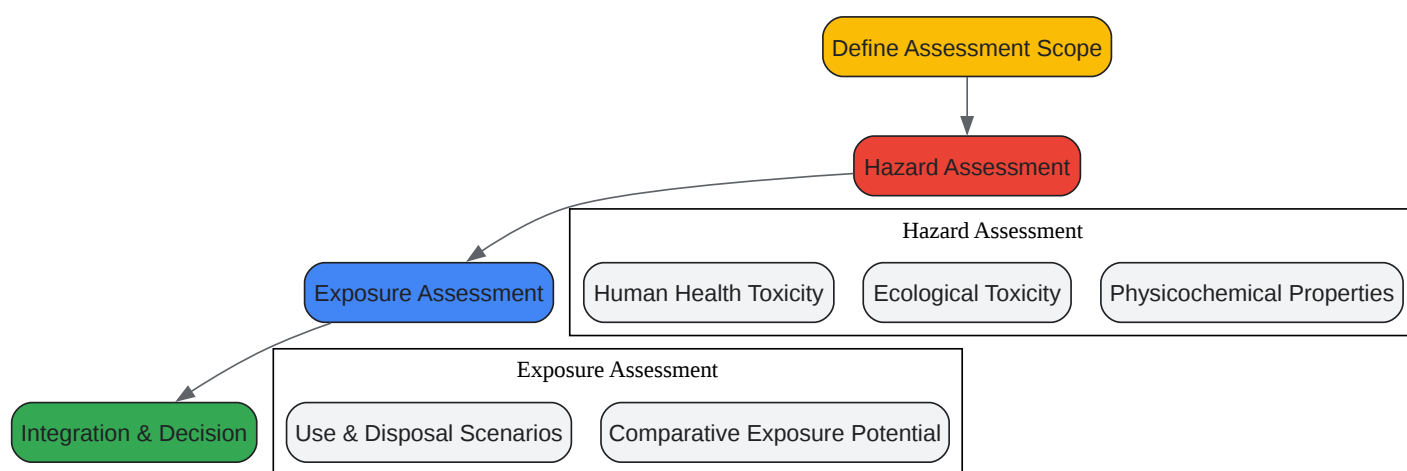 Define Assessment Scope
Hazard Assessment
Hazard Assessment
Exposure Assessment
Human Health Toxicity
Ecological Toxicity
Physicochemical Properties
Exposure Assessment
Integration & Decision
Use & Disposal Scenarios
Comparative Exposure Potential